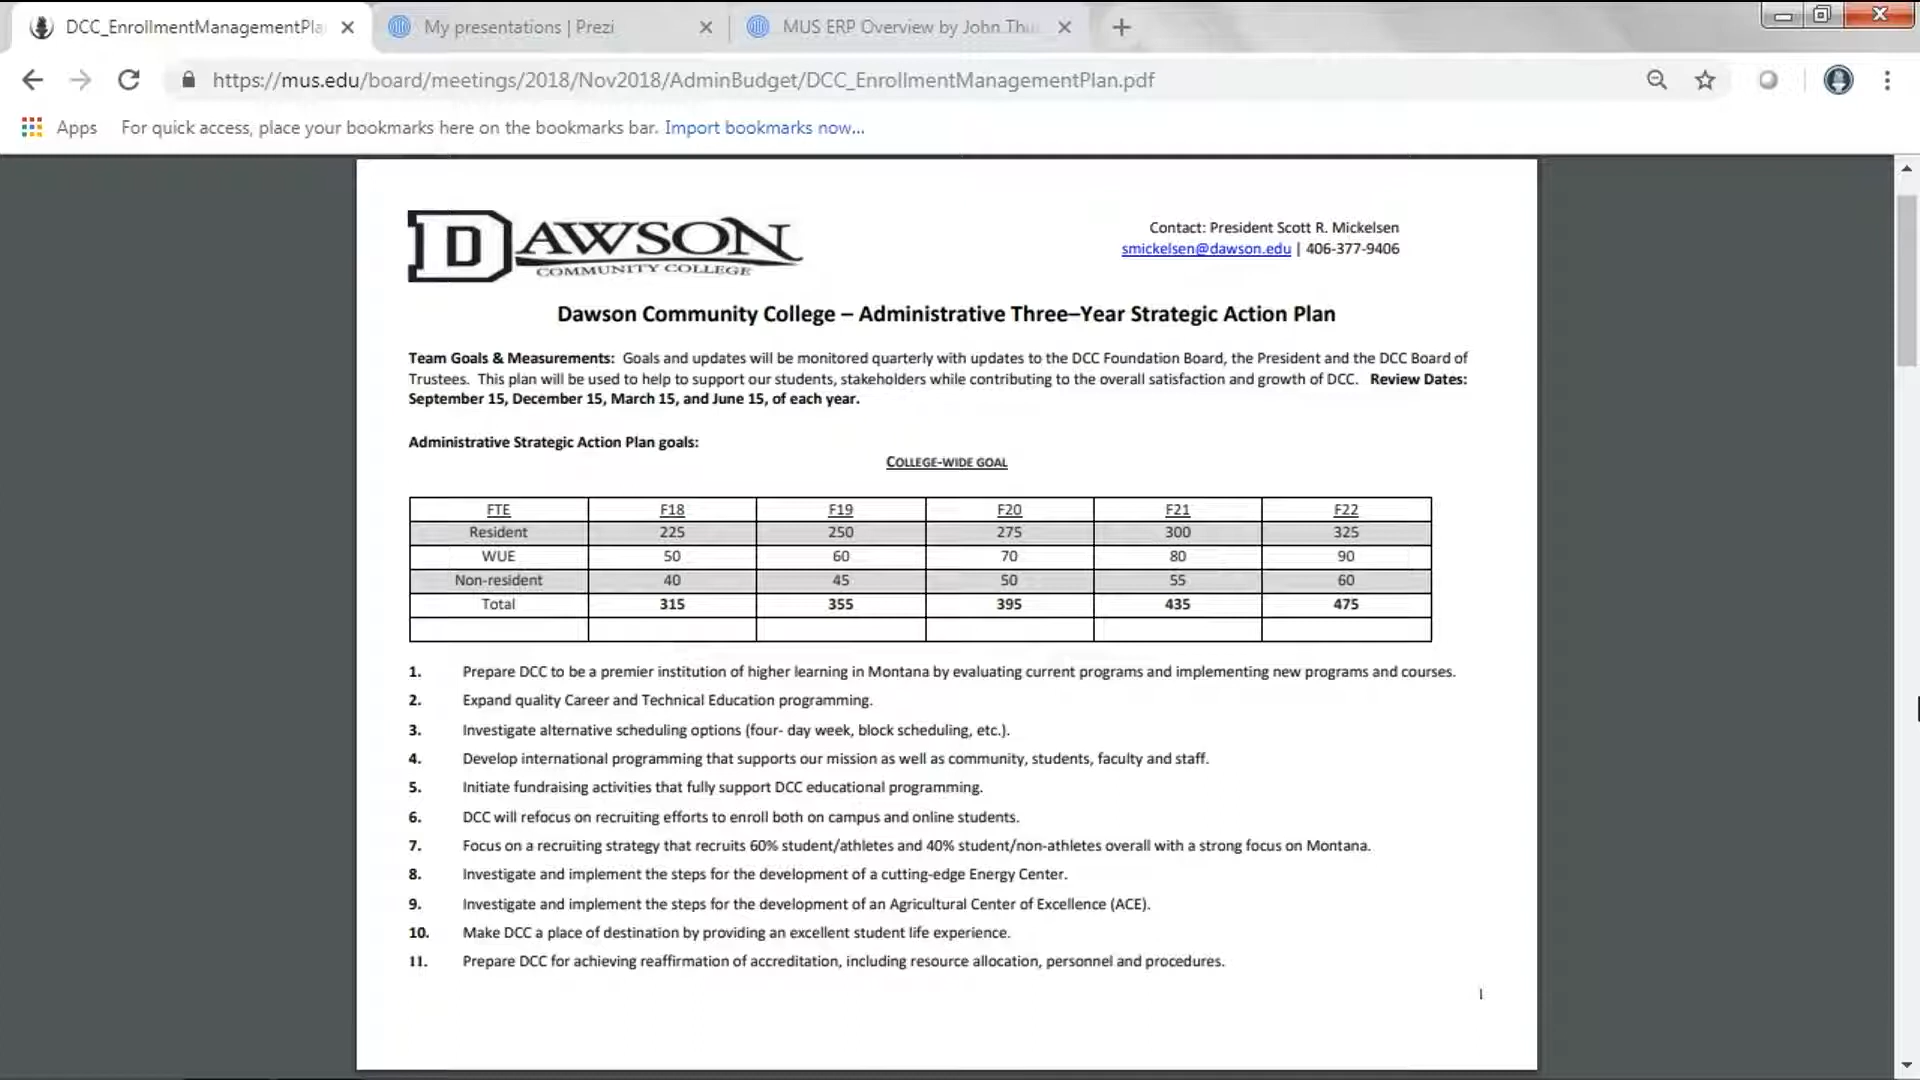 DCC_EnrollmentManagementPla
My presentations | Prezi
MUS ERP Overview by John Thu
https://mus.edu/board/meetings/2018/Nov2018/AdminBudget/DCC_EnrollmentManagementPlan.pdf
Apps For quick access, place your bookmarks here on the bookmarks bar. Import bookmarks now...
DAWSON
COMMUNITY COLLEGE
Contact: President Scott R. Mickelsen
smickelsen@dawson.edu | 406-377-9406
Dawson Community College – Administrative Three–Year Strategic Action Plan
Team Goals & Measurements: Goals and updates will be monitored quarterly with updates to the DCC Foundation Board, the President and the DCC Board of
Trustees. This plan will be used to help to support our students, stakeholders while contributing to the overall satisfaction and growth of DCC. Review Dates:
September 15, December 15, March 15, and June 15, of each year.
Administrative Strategic Action Plan goals:
COLLEGE-WIDE GOAL
FTE F18 F19 F20 F21 F22
Resident 225 250 275 300 325
WUE 50 60 70 80 90
Non-resident 40 45 50 55 60
Total 315 355 395 435 475
1. Prepare DCC to be a premier institution of higher learning in Montana by evaluating current programs and implementing new programs and courses.
2. Expand quality Career and Technical Education programming.
3. Investigate alternative scheduling options (four- day week, block scheduling, etc.).
4. Develop international programming that supports our mission as well as community, students, faculty and staff.
5. Initiate fundraising activities that fully support DCC educational programming.
6. DCC will refocus on recruiting efforts to enroll both on campus and online students.
7. Focus on a recruiting strategy that recruits 60% student/athletes and 40% student/non-athletes overall with a strong focus on Montana.
8. Investigate and implement the steps for the development of a cutting-edge Energy Center.
9. Investigate and implement the steps for the development of an Agricultural Center of Excellence (ACE).
10. Make DCC a place of destination by providing an excellent student life experience.
11. Prepare DCC for achieving reaffirmation of accreditation, including resource allocation, personnel and procedures.
1